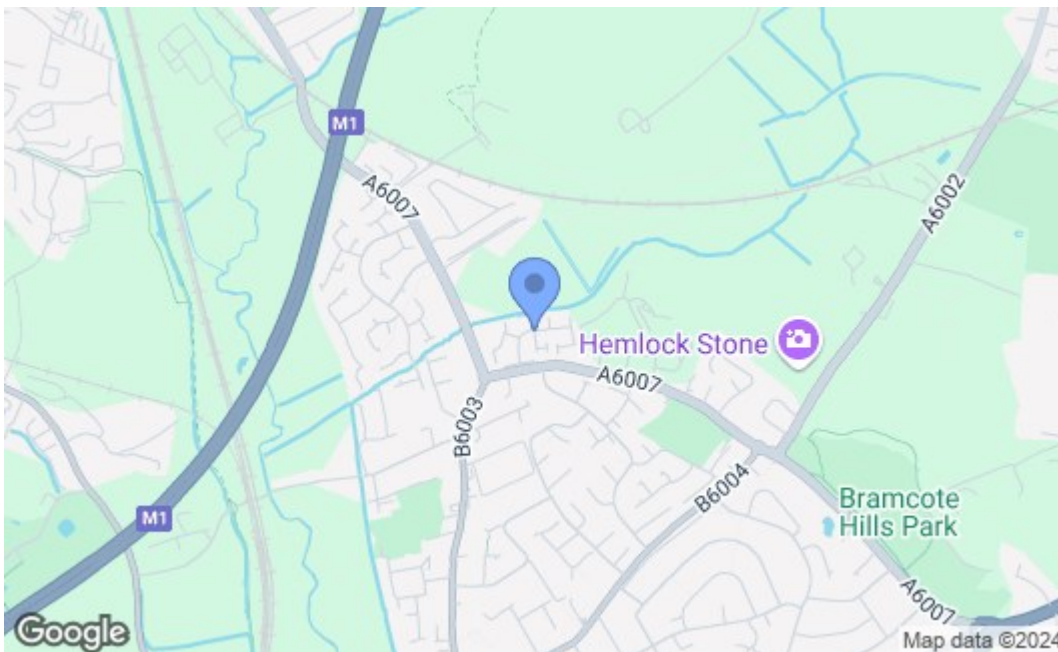 M1
A6007
A6002
Hemlock Stone
A6007
B6003
B6004
Bramcote
Hills Park
M1
A6007
Google
Map data ©2024